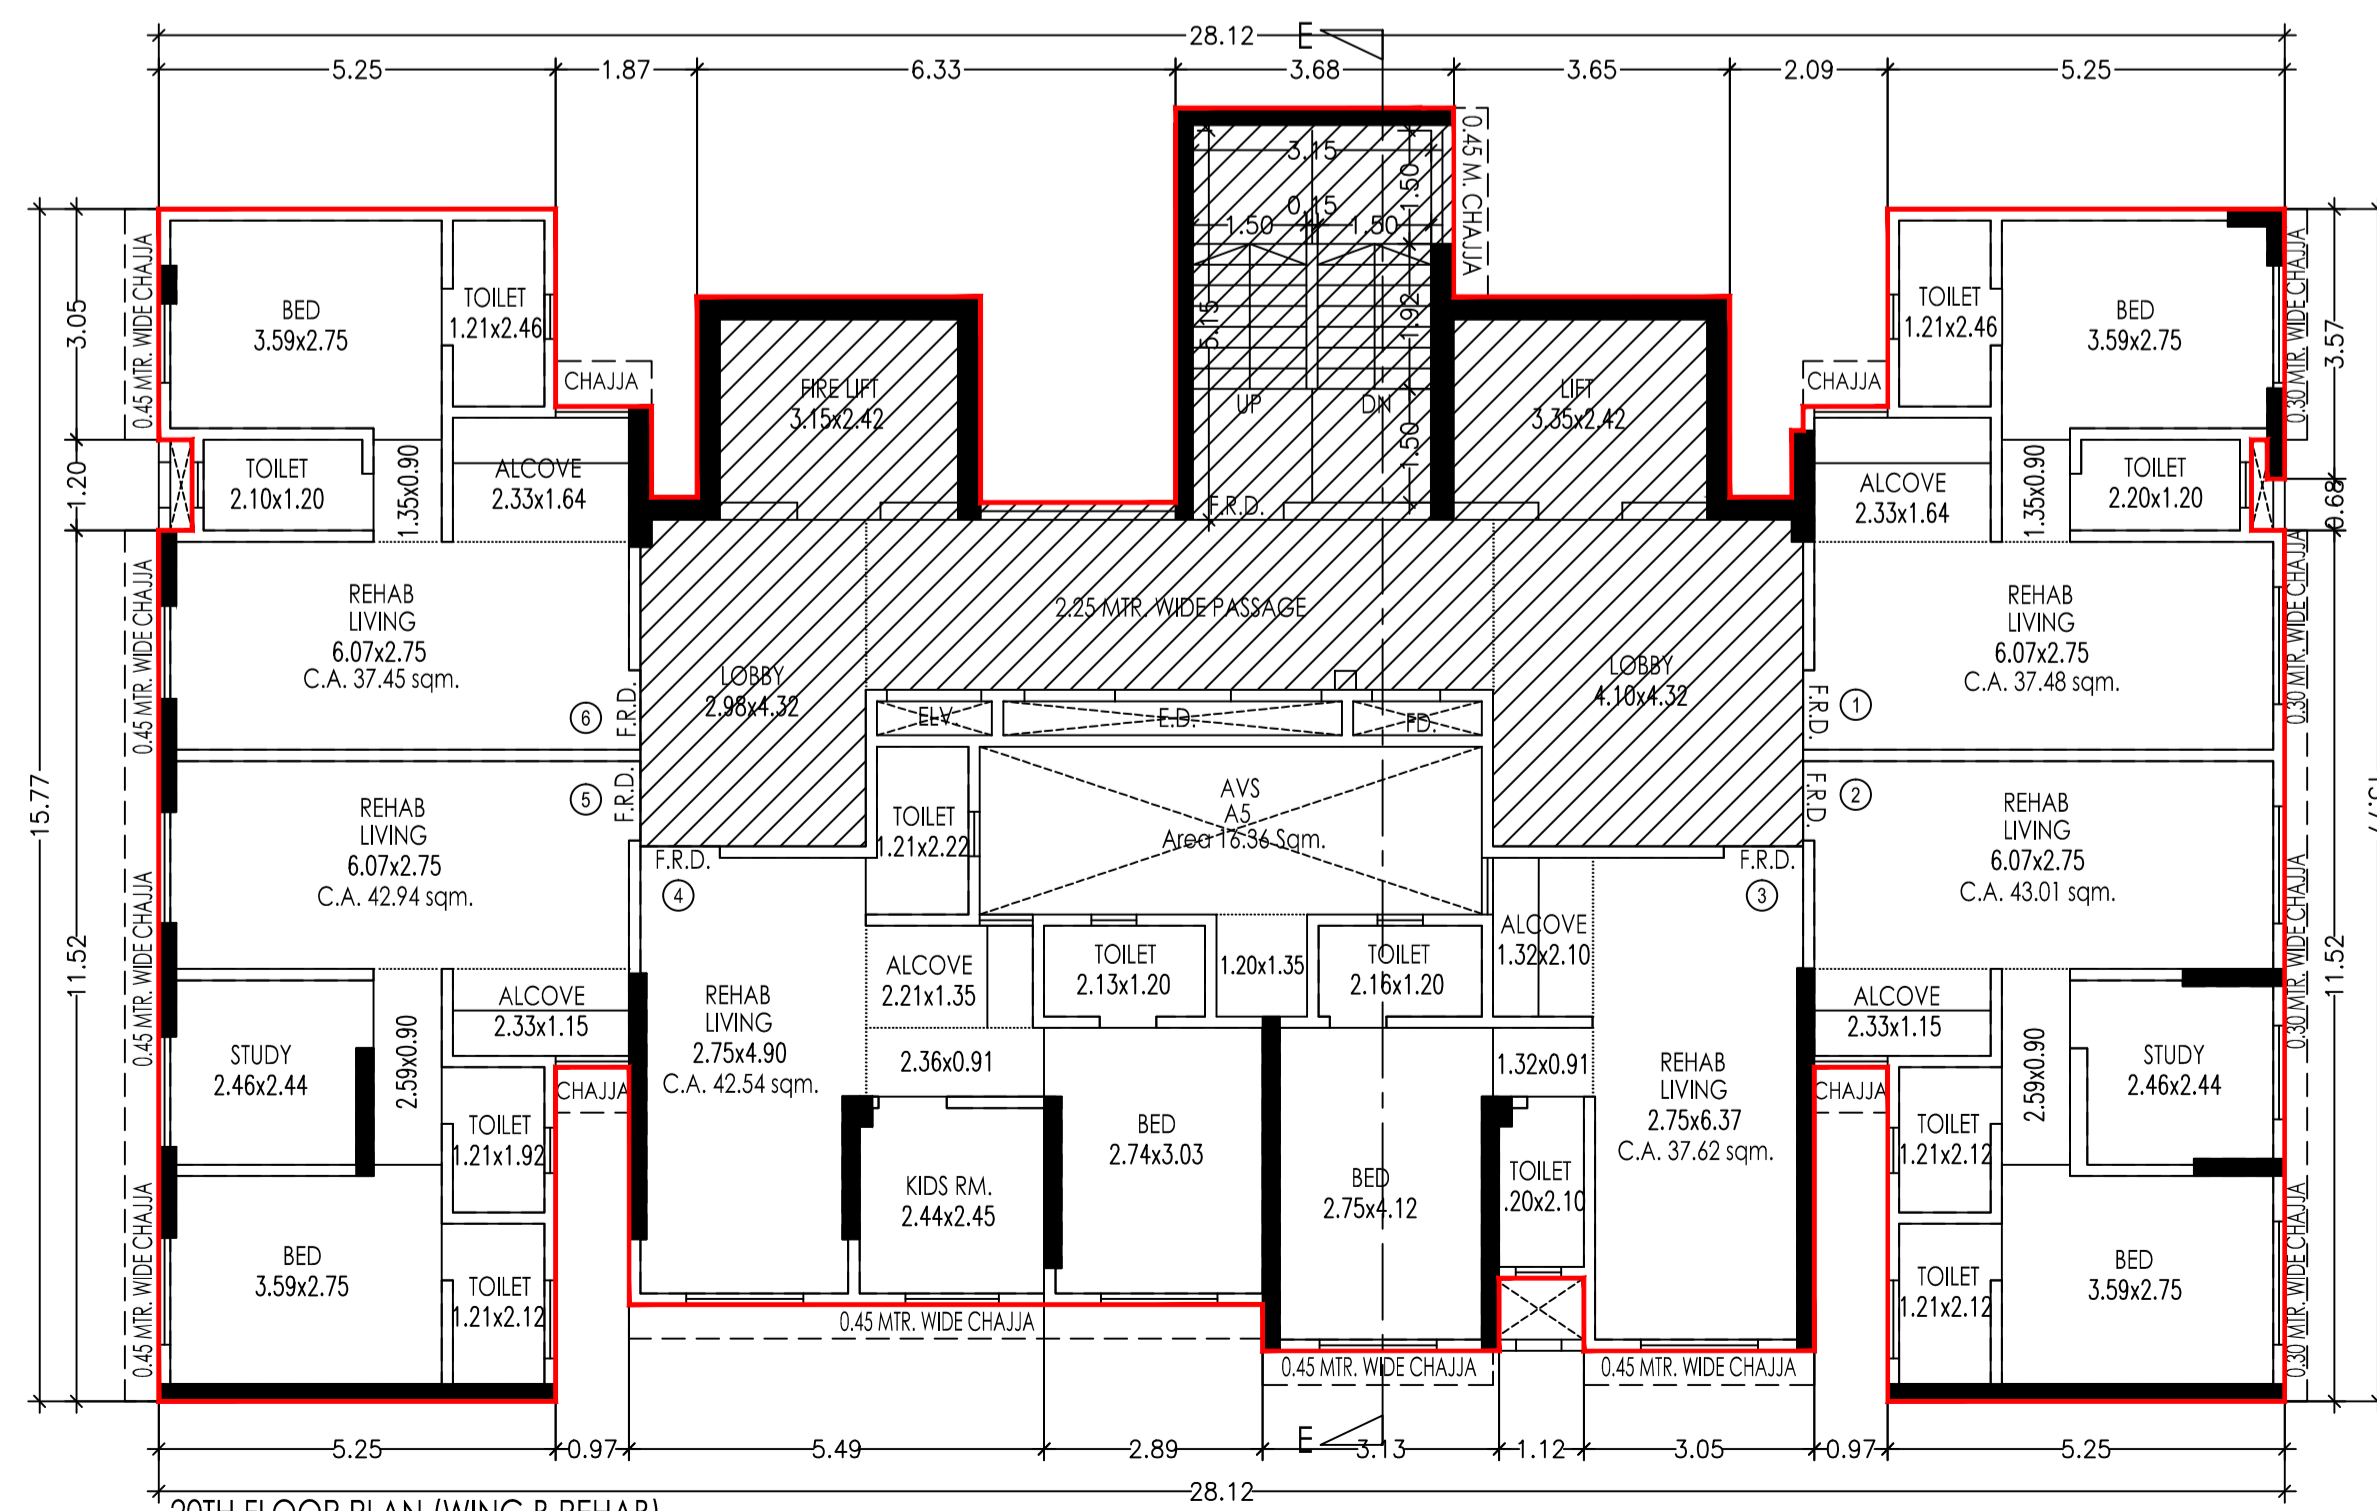 28.12
E
5.25
1.87
6.33
3.68
3.65
2.09
5.25
0.45 M. CHAJJA
3.15
1.50
0.15
1.50
1.50
5.15
1.92
1.50
UP
DN
F.R.D.
0.45 MTR. WIDE CHAJJA
3.05
BED
3.59x2.75
TOILET
1.21x2.46
CHAJJA
FIRE LIFT
3.15x2.42
LIFT
3.35x2.42
CHAJJA
TOILET
1.21x2.46
BED
3.59x2.75
0.30 MTR. WIDE CHAJJA
3.57
1.20
TOILET
2.10x1.20
1.35x0.90
ALCOVE
2.33x1.64
ALCOVE
2.33x1.64
1.35x0.90
TOILET
2.20x1.20
0.68
15.77
0.45 MTR. WIDE CHAJJA
REHAB
LIVING
6.07x2.75
C.A. 37.45 sqm.
6
F.R.D.
LOBBY
2.98x4.32
2.25 MTR. WIDE PASSAGE
LOBBY
4.10x4.32
F.R.D.
1
REHAB
LIVING
6.07x2.75
C.A. 37.48 sqm.
0.30 MTR. WIDE CHAJJA
ELV.
E.D.
FD.
5
F.R.D.
REHAB
LIVING
6.07x2.75
C.A. 42.94 sqm.
F.R.D.
4
TOILET
1.21x2.22
AVS
A5
Area 16.36 Sqm.
F.R.D.
3
F.R.D.
2
REHAB
LIVING
6.07x2.75
C.A. 43.01 sqm.
11.52
0.45 MTR. WIDE CHAJJA
STUDY
2.46x2.44
2.59x0.90
ALCOVE
2.33x1.15
CHAJJA
REHAB
LIVING
2.75x4.90
C.A. 42.54 sqm.
ALCOVE
2.21x1.35
TOILET
2.13x1.20
1.20x1.35
TOILET
2.16x1.20
ALCOVE
1.32x2.10
2.36x0.91
1.32x0.91
REHAB
LIVING
2.75x6.37
C.A. 37.62 sqm.
CHAJJA
ALCOVE
2.33x1.15
2.59x0.90
STUDY
2.46x2.44
0.30 MTR. WIDE CHAJJA
11.52
TOILET
1.21x1.92
KIDS RM.
2.44x2.45
BED
2.74x3.03
BED
2.75x4.12
TOILET
.20x2.10
TOILET
1.21x2.12
0.45 MTR. WIDE CHAJJA
BED
3.59x2.75
TOILET
1.21x2.12
TOILET
1.21x2.12
BED
3.59x2.75
0.30 MTR. WIDE CHAJJA
0.45 MTR. WIDE CHAJJA
0.45 MTR. WIDE CHAJJA
0.45 MTR. WIDE CHAJJA
5.25
0.97
5.49
2.89
E
3.13
1.12
3.05
0.97
5.25
28.12
20TH FLOOR PLAN (WING B REHAB)